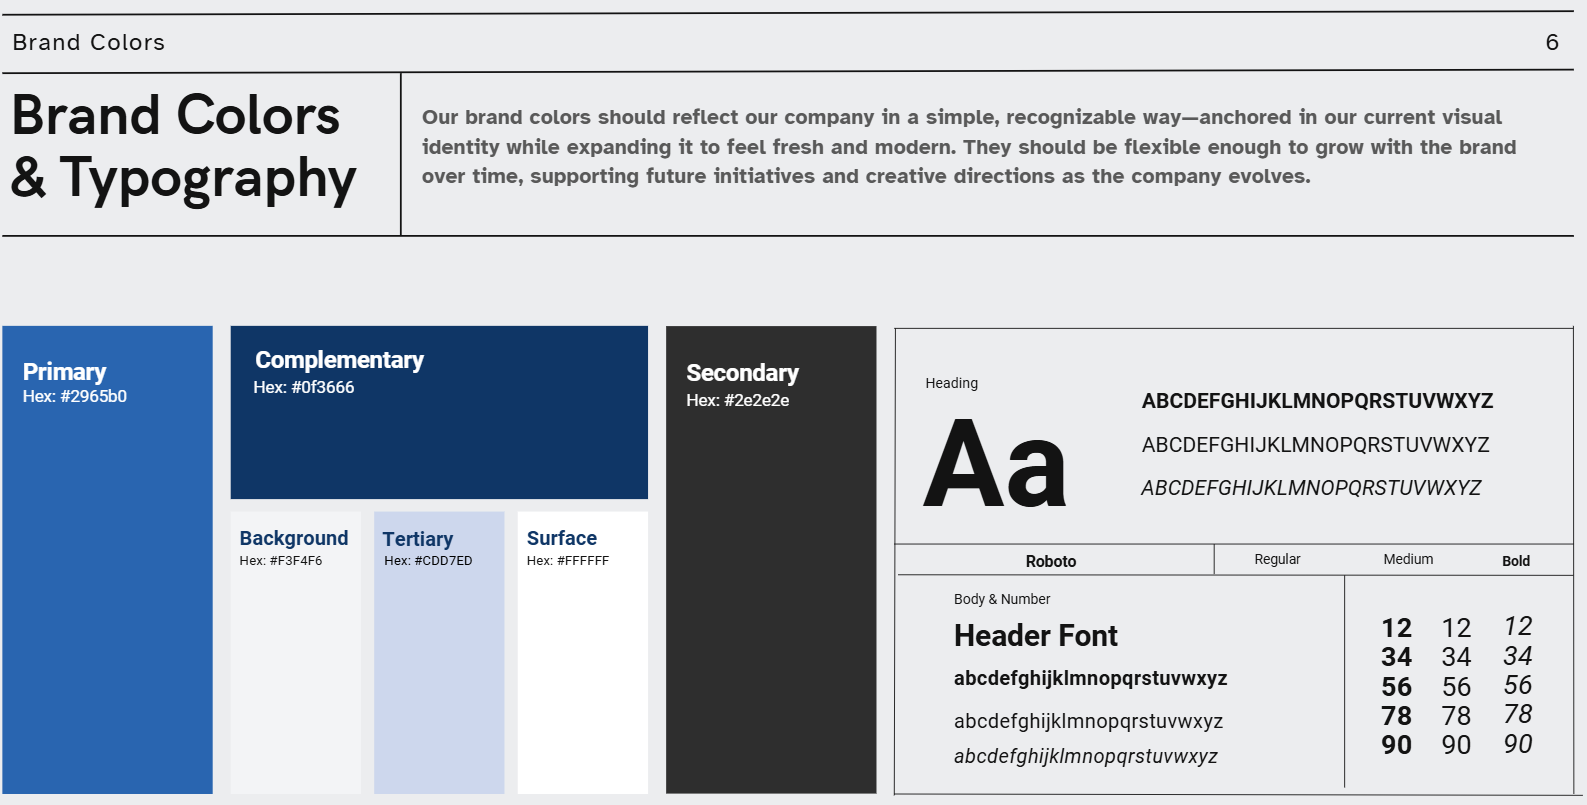 Brand Colors
6
Brand Colors
& Typography
Our brand colors should reflect our company in a simple, recognizable way—anchored in our current visual
identity while expanding it to feel fresh and modern. They should be flexible enough to grow with the brand
over time, supporting future initiatives and creative directions as the company evolves.
Primary
Hex: #2965b0
Complementary
Hex: #0f3666
Background
Hex: #F3F4F6
Tertiary
Hex: #CDD7ED
Surface
Hex: #FFFFFF
Secondary
Hex: #2e2e2e
Heading
Aa
ABCDEFGHIJKLMNOPQRSTUVWXYZ
ABCDEFGHIJKLMNOPQRSTUVWXYZ
ABCDEFGHIJKLMNOPQRSTUVWXYZ
Roboto
Regular
Medium
Bold
Body & Number
Header Font
abcdefghijklmnopqrstuvwxyz
abcdefghijklmnopqrstuvwxyz
abcdefghijklmnopqrstuvwxyz
12 12 12
34 34 34
56 56 56
78 78 78
90 90 90